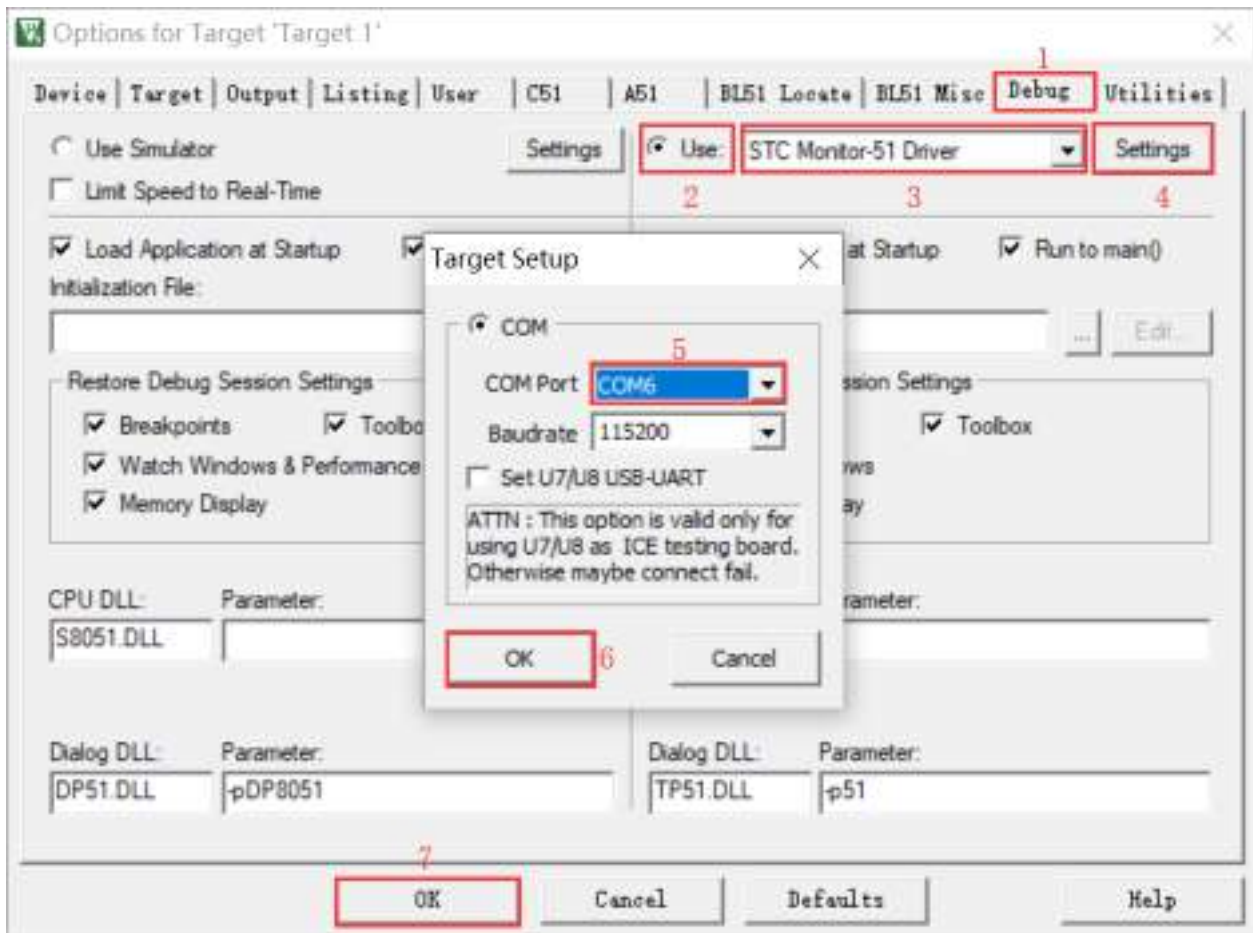 Options for Target 'Target 1'
1
Device Target Output Listing User C51 A51 BL51 Locate BL51 Misc Debug Utilities
Use Simulator Settings Use: STC Monitor-51 Driver Settings
Limit Speed to Real-Time
2 3 4
Load Application at Startup at Startup Run to main()
Initialization File:
... Edit...
Restore Debug Session Settings ssion Settings
Breakpoints Toolbo Toolbox
Watch Windows & Performance ows
Memory Display ay
CPU DLL: Parameter: rameter:
S8051.DLL
Dialog DLL: Parameter: Dialog DLL: Parameter:
DP51.DLL -pDP8051 TP51.DLL -p51
Target Setup
COM
5
COM Port COM6
Baudrate 115200
Set U7/U8 USB-UART
ATTN : This option is valid only for
using U7/U8 as ICE testing board.
Otherwise maybe connect fail.
OK 6 Cancel
7
OK Cancel Defaults Help